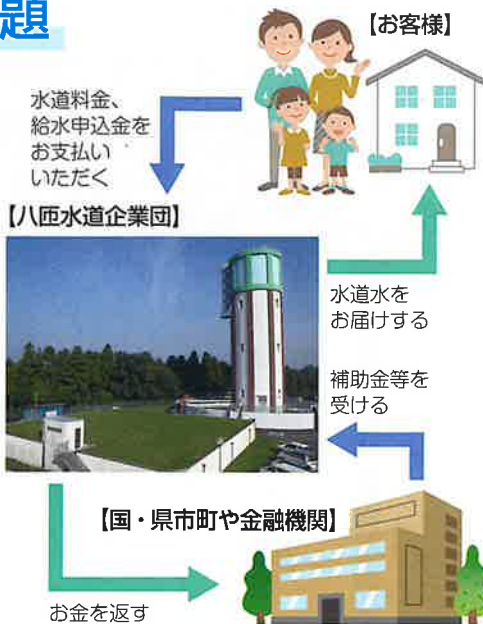 題
【お客様】
水道料金、
給水申込金を
お支払い
いただく
【八匝水道企業団】
水道水を
お届けする
補助金等を
受ける
【国・県市町や金融機関】
お金を返す